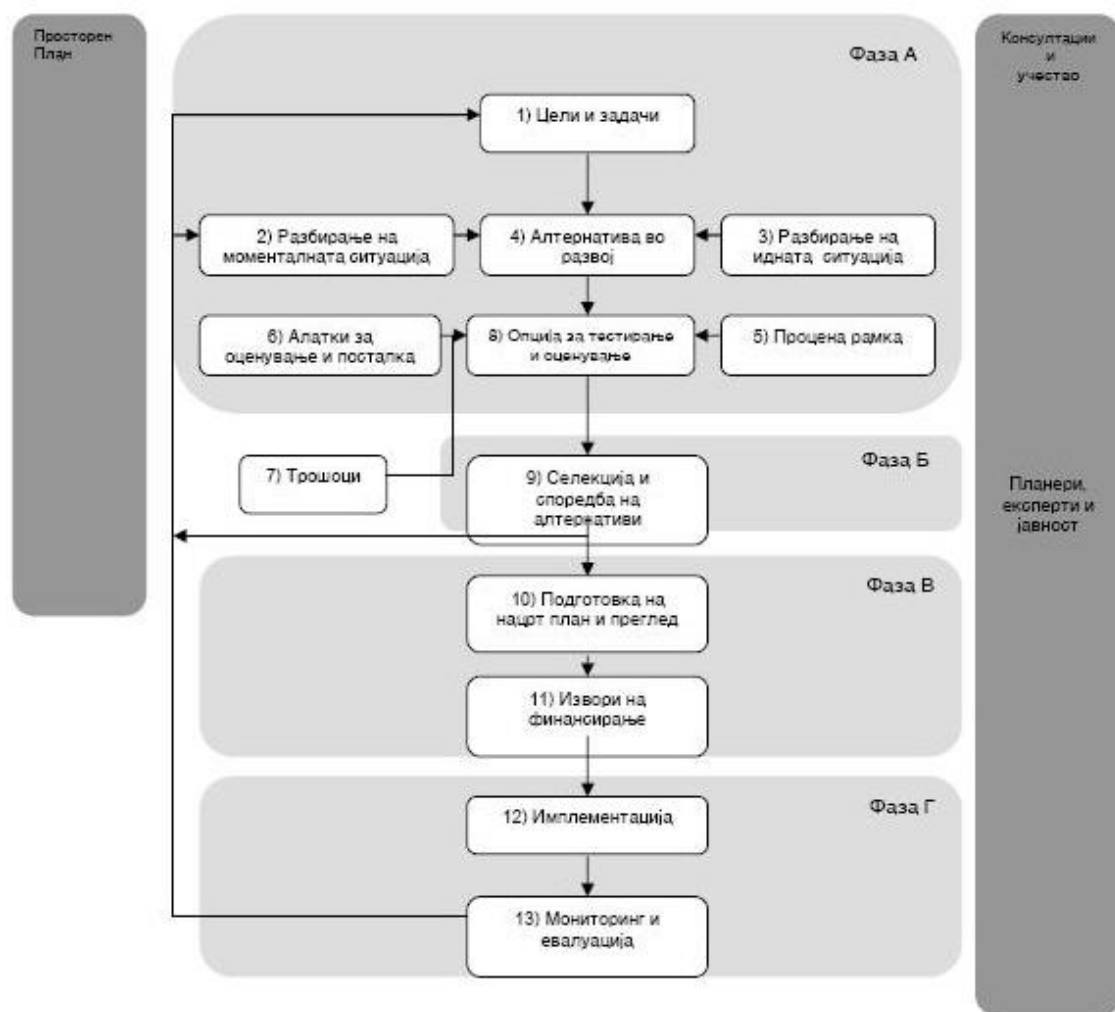 Просторен
План
Фаза А
Консултации
и
учество
1) Цели и задачи
2) Разбирање на
моменталната ситуација
4) Алтернатива во
развој
3) Разбирање на
идната ситуација
6) Алатки за
оценување и постапка
8) Опција за тестирање
и оценување
5) Процена рамка
Фаза Б
7) Трошоци
9) Селекција и
споредба на
алтернативи
Планери,
експерти и
јавност
Фаза В
10) Подготовка на
нацрт план и преглед
11) Извори на
финансирање
Фаза Г
12) Имплементација
13) Мониторинг и
евалуација